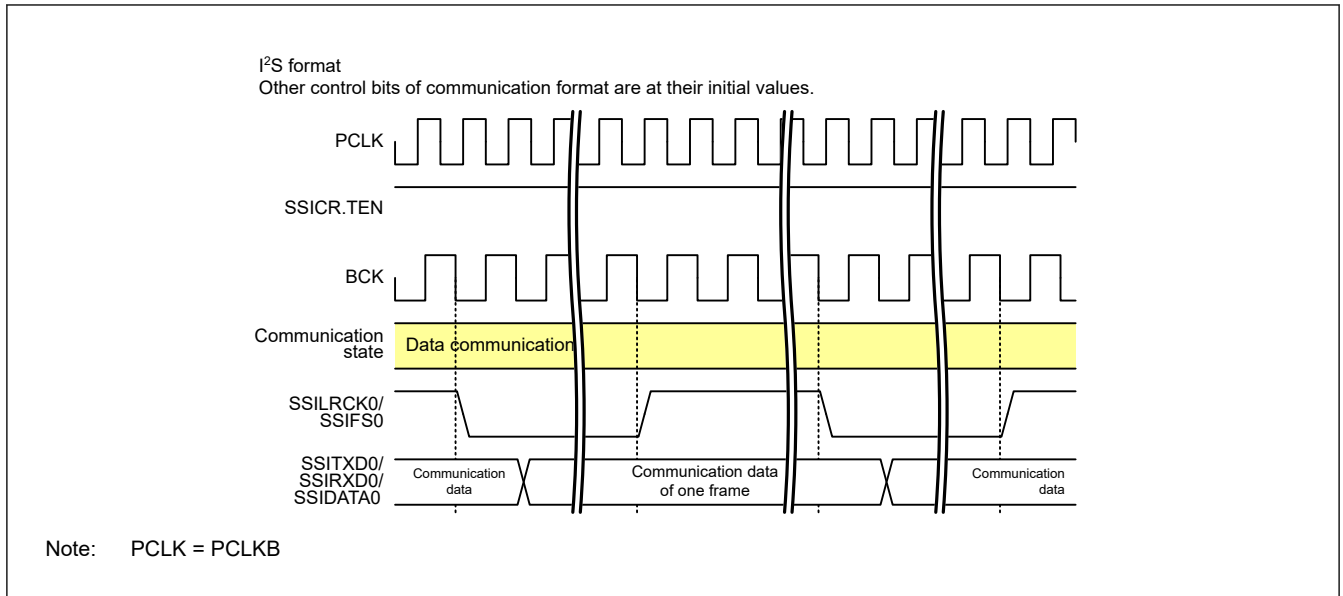 I²S format
Other control bits of communication format are at their initial values.
PCLK
SSICR.TEN
BCK
Communication
state
Data communication
SSILRCK0/
SSIFS0
SSITXD0/
SSIRXD0/
SSIDATA0
Communication
data
Communication data
of one frame
Communication
data
Note: PCLK = PCLKB